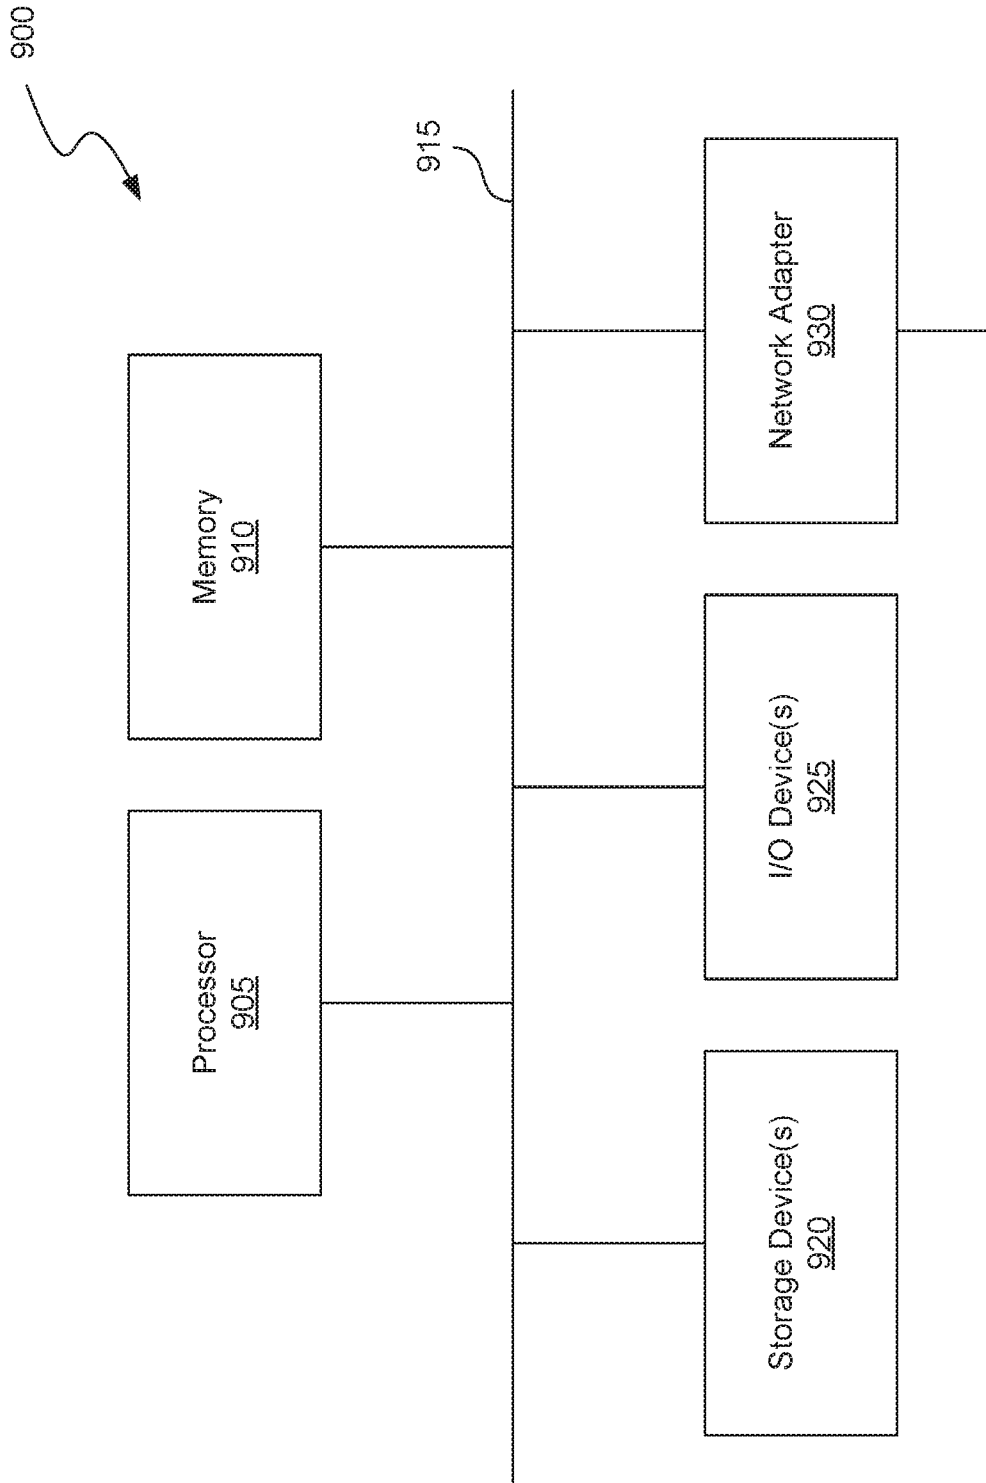 900
Processor
905
Memory
910
915
Storage Device(s)
920
I/O Device(s)
925
Network Adapter
930